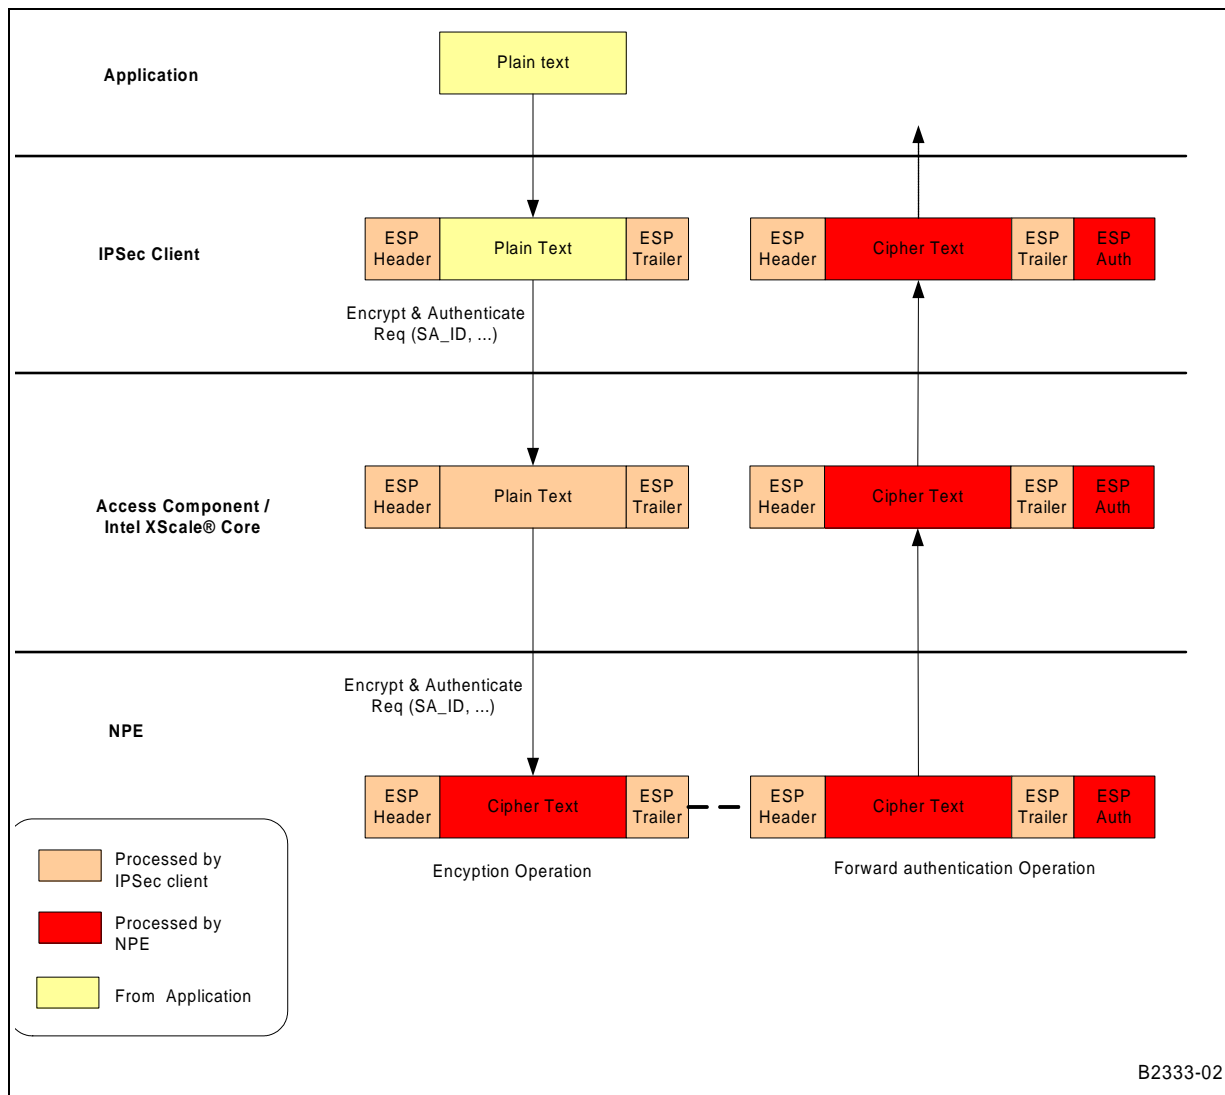 Application
Plain text
IPSec Client
ESP
Header
Plain Text
ESP
Trailer
ESP
Header
Cipher Text
ESP
Trailer
ESP
Auth
Encrypt & Authenticate
Req (SA_ID, ...)
Access Component /
Intel XScale® Core
ESP
Header
Plain Text
ESP
Trailer
ESP
Header
Cipher Text
ESP
Trailer
ESP
Auth
Encrypt & Authenticate
Req (SA_ID, ...)
NPE
ESP
Header
Cipher Text
ESP
Trailer
ESP
Header
Cipher Text
ESP
Trailer
ESP
Auth
Encyption Operation
Forward authentication Operation
Processed by
IPSec client
Processed by
NPE
From Application
B2333-02